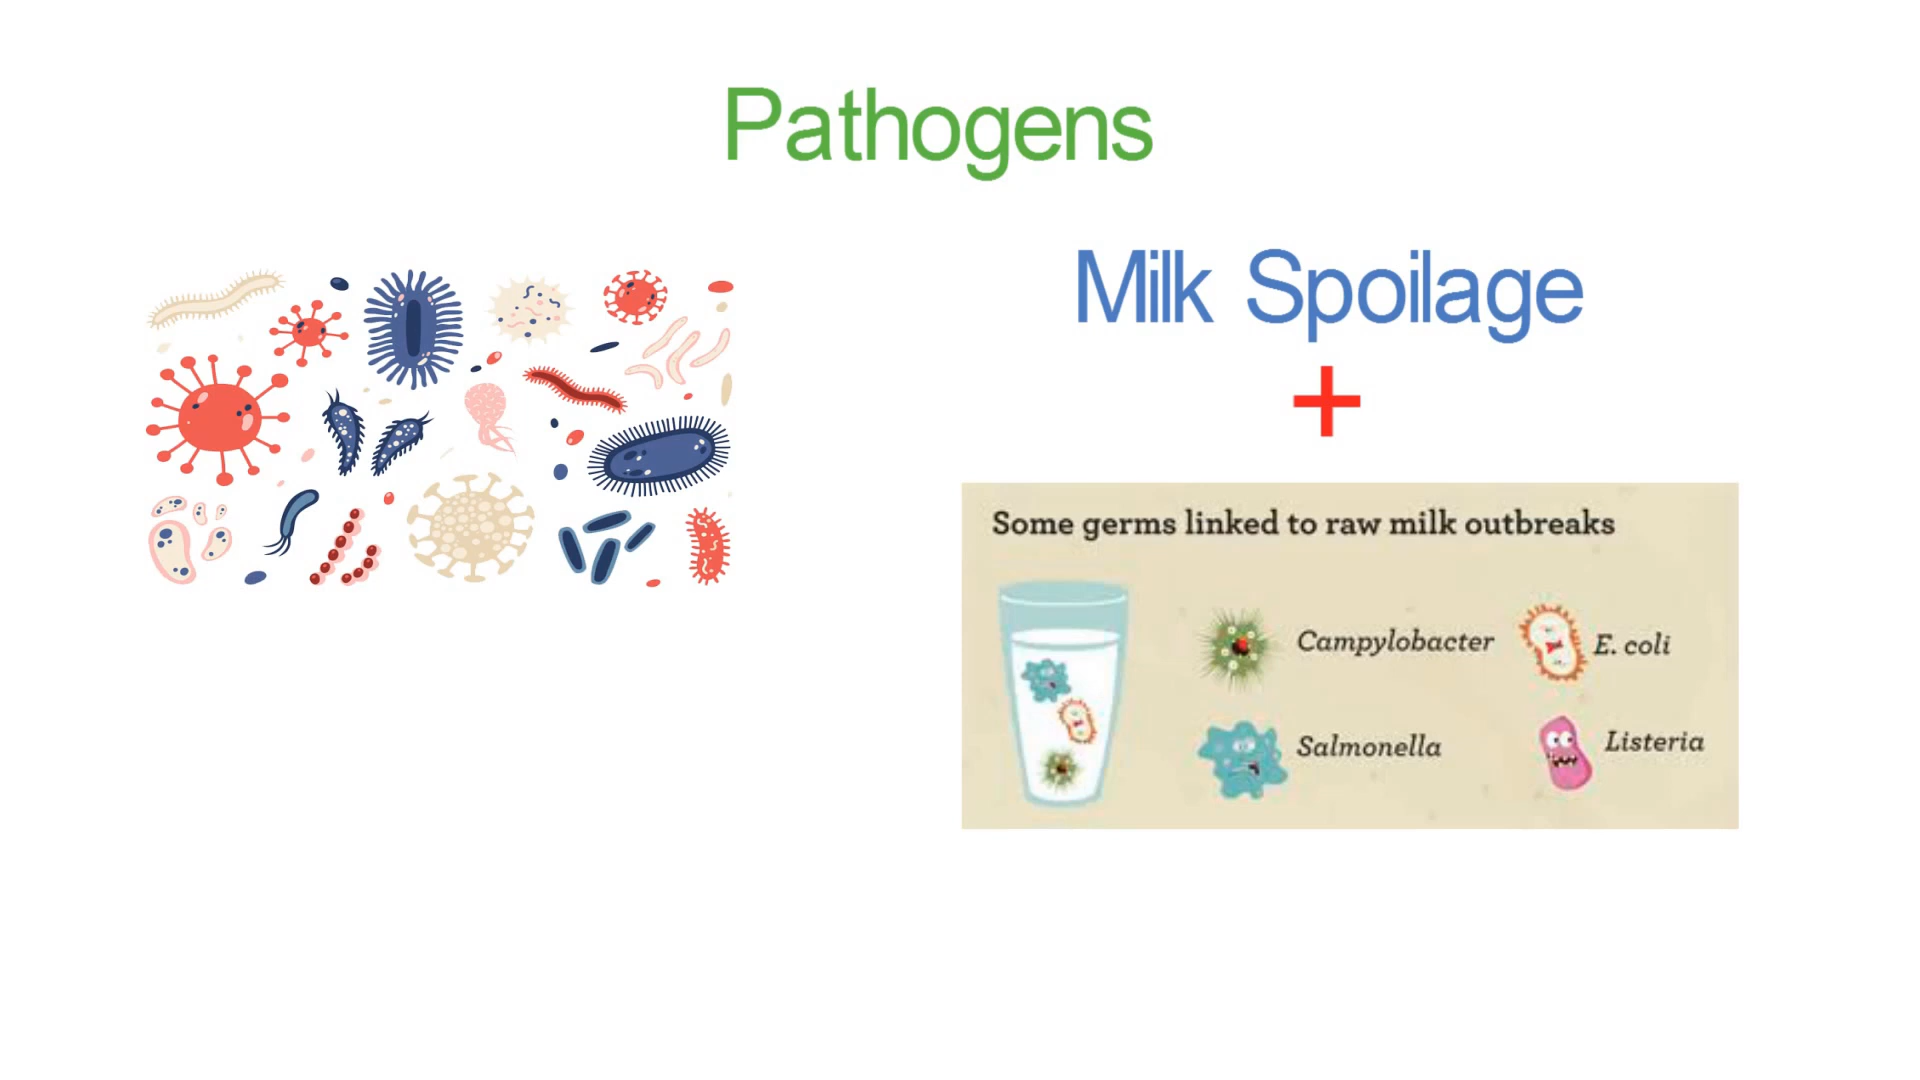 Pathogens
Milk Spoilage
+
Some germs linked to raw milk outbreaks
Campylobacter
E. coli
Salmonella
Listeria